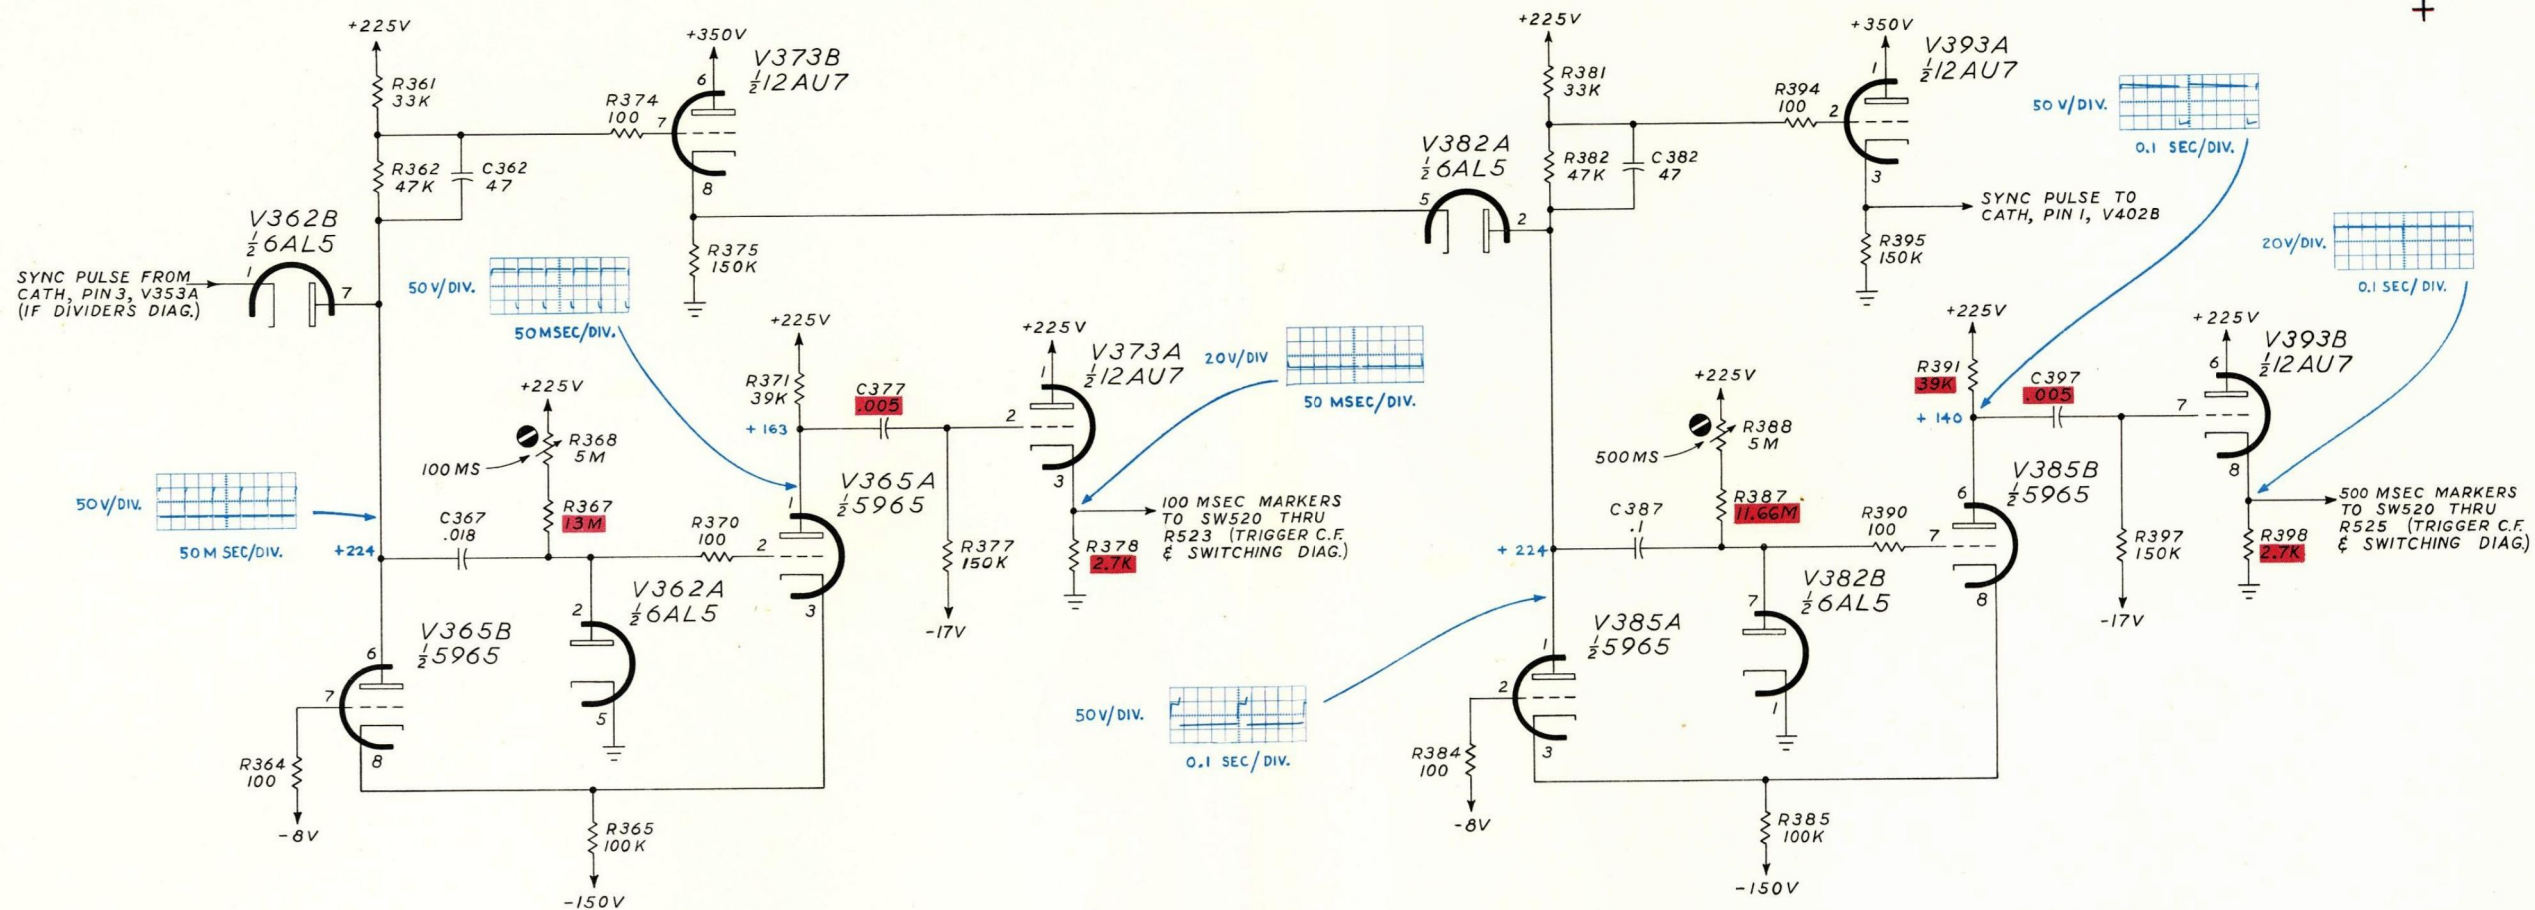 +225V
R361
33K
R362
47K
C362
47
R374
100
+350V
V373B
½12AU7
6
7
8
V362B
½6AL5
1
7
SYNC PULSE FROM
CATH, PIN 3, V353A
(IF DIVIDERS DIAG.)
R375
150K
50V/DIV.
50MSEC/DIV.
+225V
R371
39K
+163
C377
.005
+225V
V373A
½12AU7
1
2
3
20V/DIV
50 MSEC/DIV.
+225V
R368
5M
100MS
R367
13M
50V/DIV.
50M SEC/DIV.
+224
C367
.018
R370
100
V365A
½5965
1
2
3
R377
150K
-17V
R378
2.7K
100 MSEC MARKERS
TO SW520 THRU
R523 (TRIGGER C.F.
& SWITCHING DIAG.)
V362A
½6AL5
2
5
V365B
½5965
6
7
8
R364
100
-8V
R365
100K
-150V
+225V
R381
33K
R382
47K
C382
47
R394
100
+350V
V393A
½12AU7
1
2
3
V382A
½6AL5
5
2
SYNC PULSE TO
CATH, PIN 1, V402B
R395
150K
50 V/DIV.
0.1 SEC/DIV.
20V/DIV.
0.1 SEC/DIV.
+225V
R391
39K
+140
C397
.005
+225V
V393B
½12AU7
6
7
8
+225V
R388
5M
500MS
R387
11.66M
+224
C387
.1
R390
100
V385B
½5965
6
7
8
R397
150K
-17V
R398
2.7K
500 MSEC MARKERS
TO SW520 THRU
R525 (TRIGGER C.F.
& SWITCHING DIAG.)
V382B
½6AL5
7
1
V385A
½5965
1
2
3
50V/DIV.
0.1 SEC/DIV.
R384
100
-8V
R385
100K
-150V